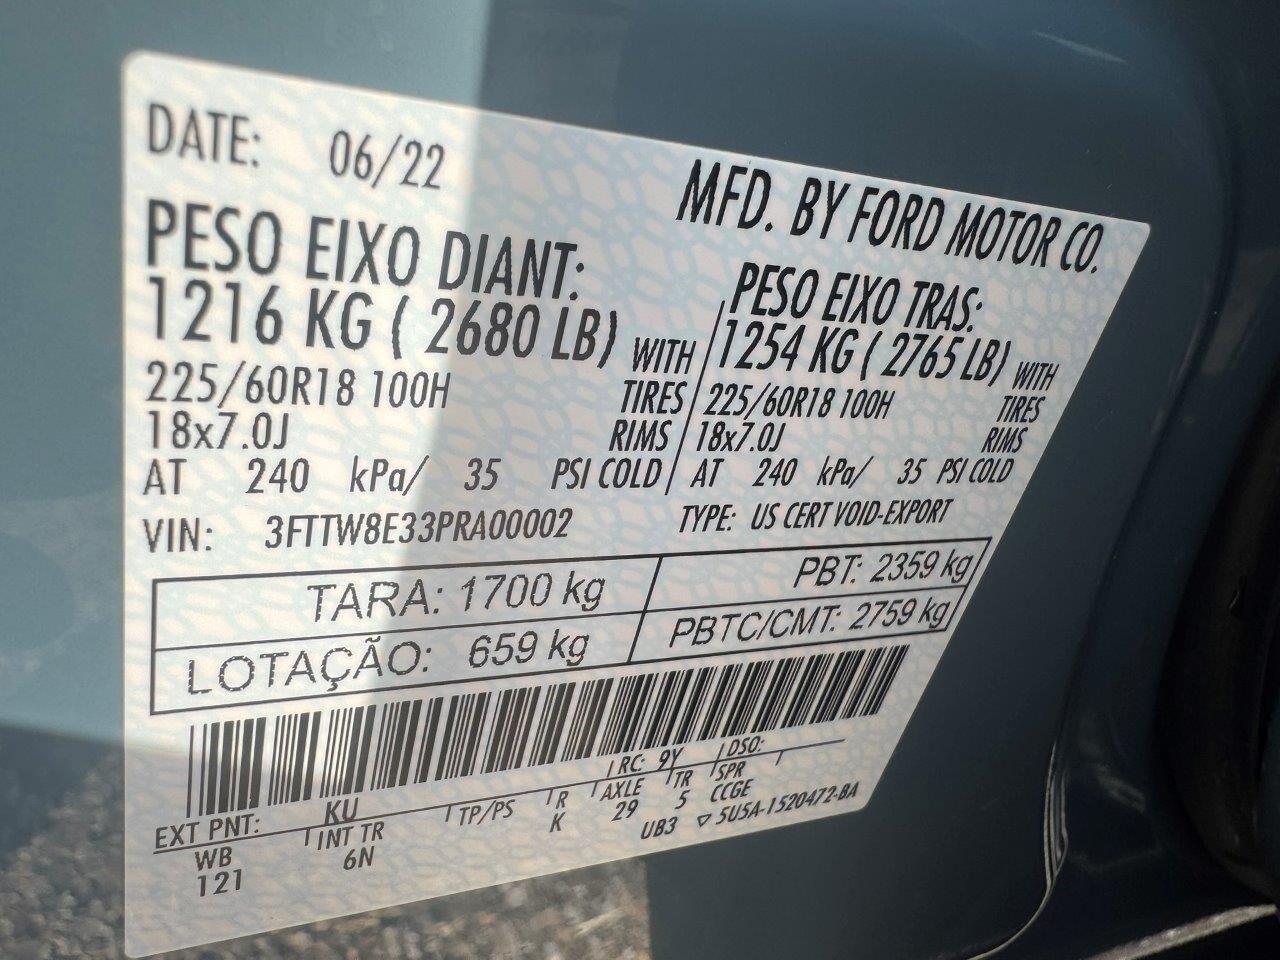 DATE: 06/22
MFD. BY FORD MOTOR CO.
PESO EIXO DIANT:
1216 KG ( 2680 LB) WITH
225/60R18 100H TIRES
18x7.0J RIMS
AT 240 kPa/ 35 PSI COLD
PESO EIXO TRAS:
1254 KG ( 2765 LB) WITH
225/60R18 100H TIRES
18x7.0J RIMS
AT 240 kPa/ 35 PSI COLD
VIN: 3FTTW8E33PRA00002 TYPE: US CERT VOID-EXPORT
TARA: 1700 kg PBT: 2359 kg
LOTAÇÃO: 659 kg PBTC/CMT: 2759 kg
EXT PNT: KU RC: 9Y DSO:
WB INT TR TP/PS R AXLE TR SPR
121 6N K 29 5 CCGE
UB3 ▽ 5U5A-1520472-BA